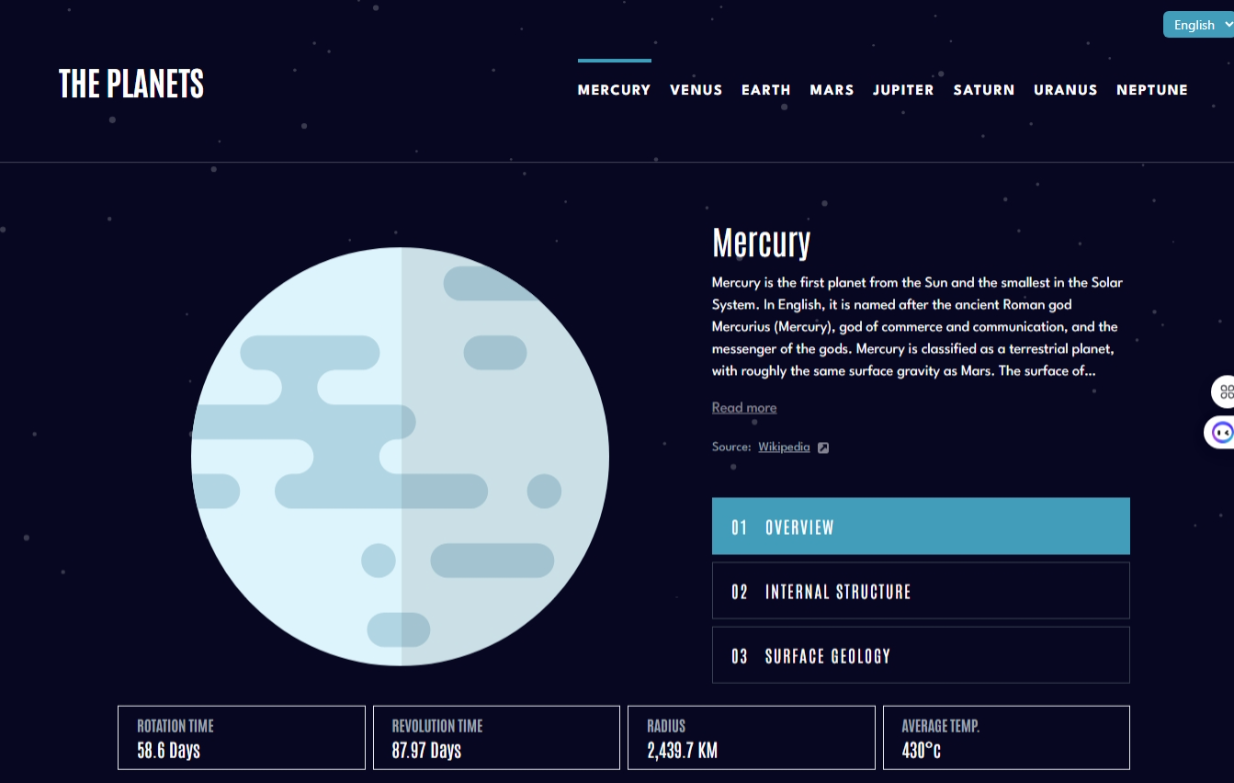 English
THE PLANETS
MERCURY VENUS EARTH MARS JUPITER SATURN URANUS NEPTUNE
Mercury
Mercury is the first planet from the Sun and the smallest in the Solar
System. In English, it is named after the ancient Roman god
Mercurius (Mercury), god of commerce and communication, and the
messenger of the gods. Mercury is classified as a terrestrial planet,
with roughly the same surface gravity as Mars. The surface of...
Read more
Source: Wikipedia
01 OVERVIEW
02 INTERNAL STRUCTURE
03 SURFACE GEOLOGY
ROTATION TIME
58.6 Days
REVOLUTION TIME
87.97 Days
RADIUS
2,439.7 KM
AVERAGE TEMP.
430°c